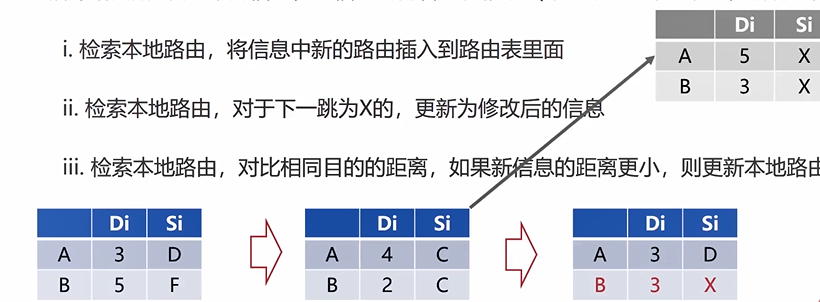 Di Si
A 5 X
B 3 X
i. 检索本地路由，将信息中新的路由插入到路由表里面
ii. 检索本地路由，对于下一跳为X的，更新为修改后的信息
iii. 检索本地路由，对比相同目的的距离，如果新信息的距离更小，则更新本地路由
Di Si
A 3 D
B 5 F
Di Si
A 4 C
B 2 C
Di Si
A 3 D
B 3 X